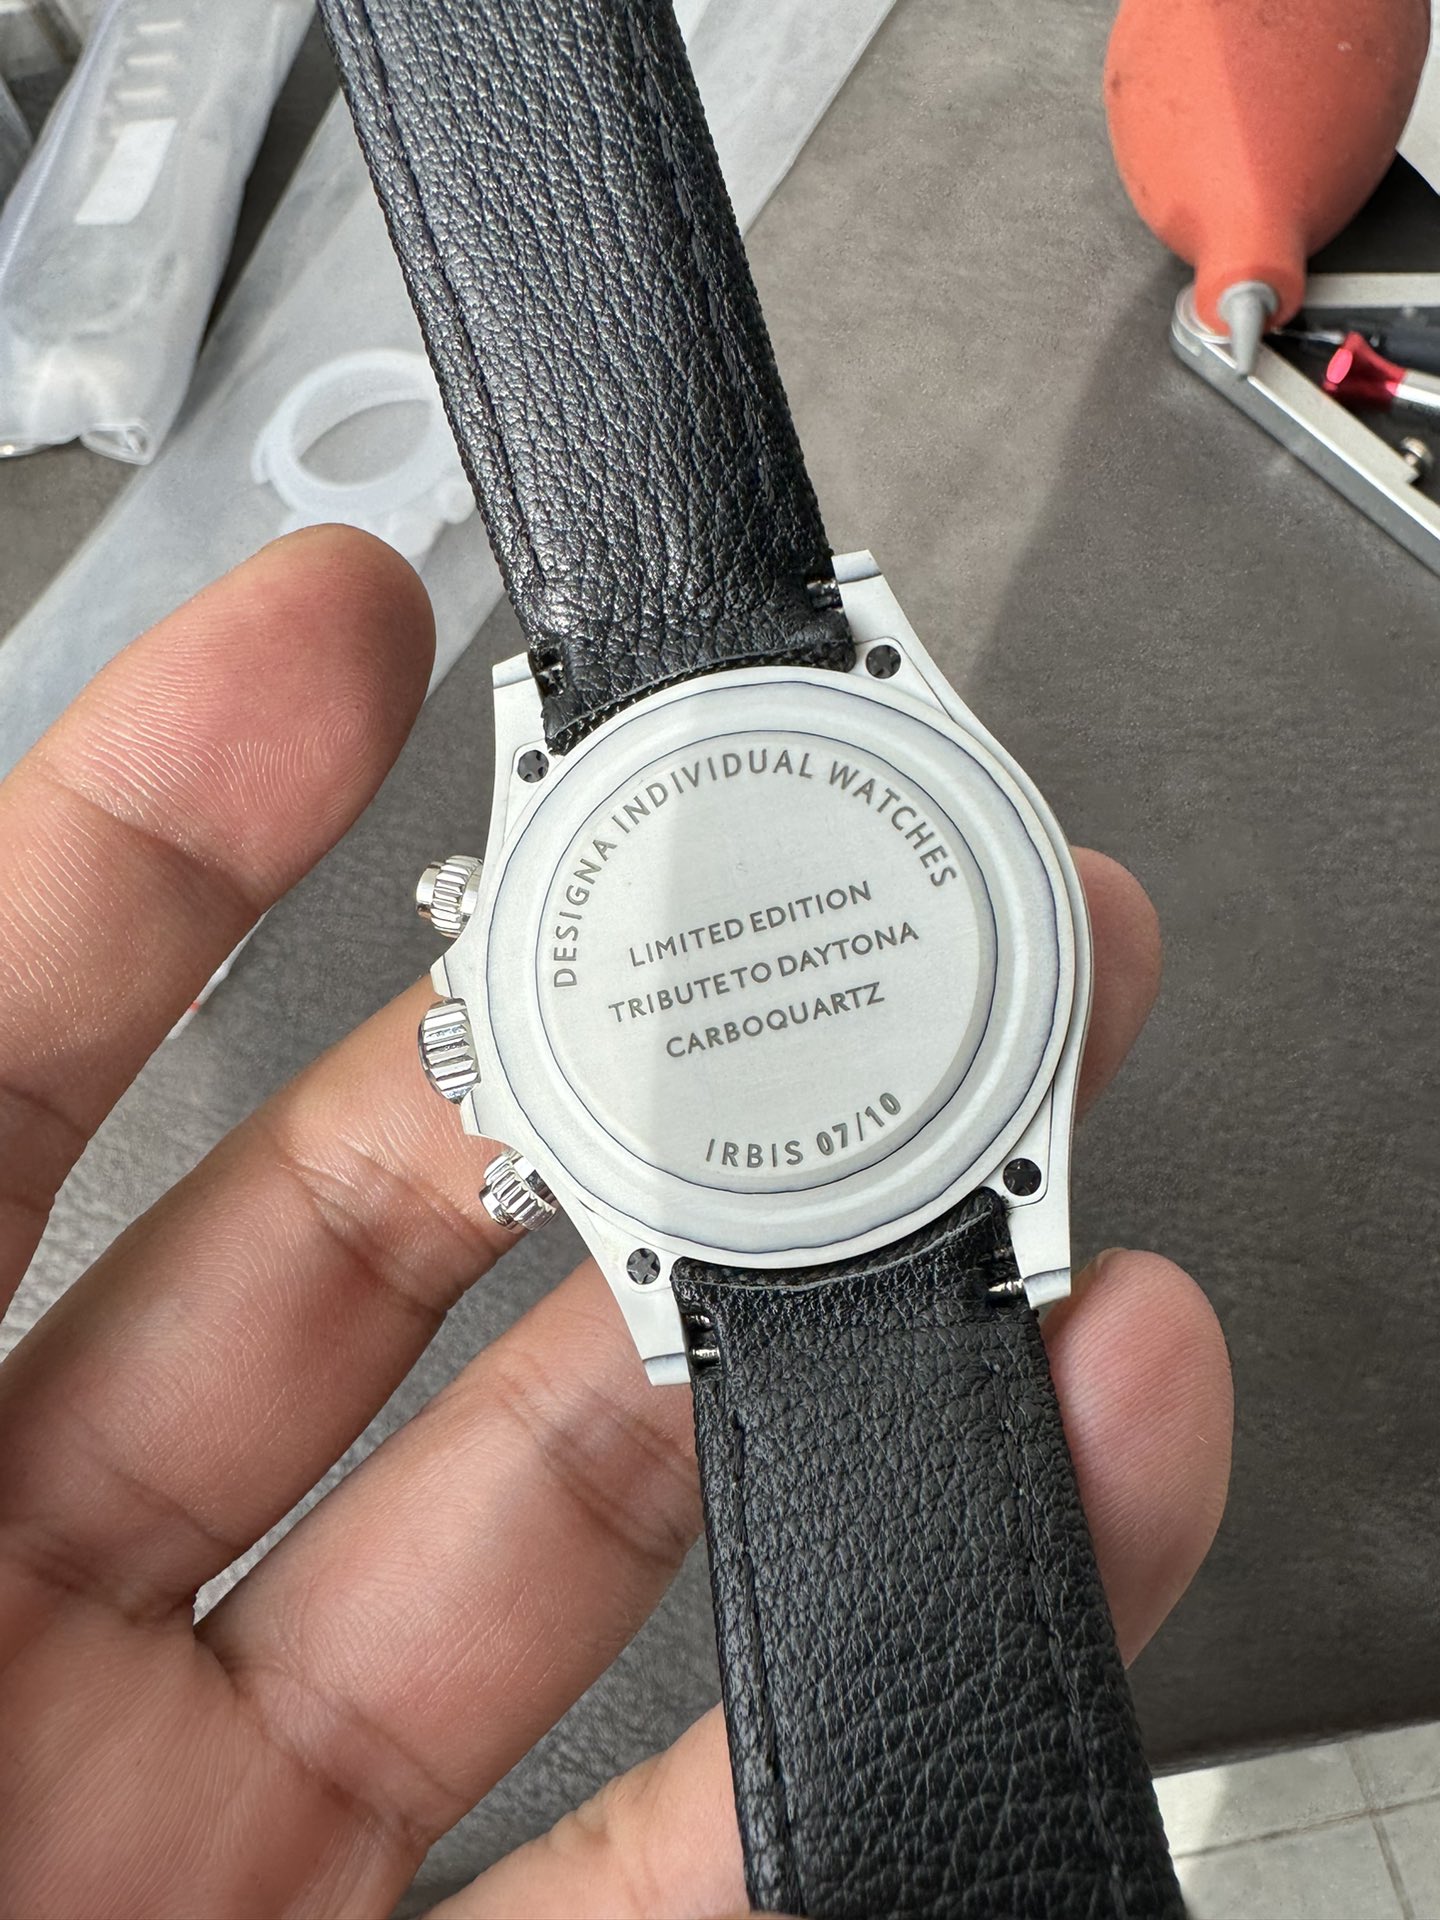 DESIGNA INDIVIDUAL WATCHES
LIMITED EDITION
TRIBUTE TO DAYTONA
CARBOQUARTZ
IRBIS 07/10